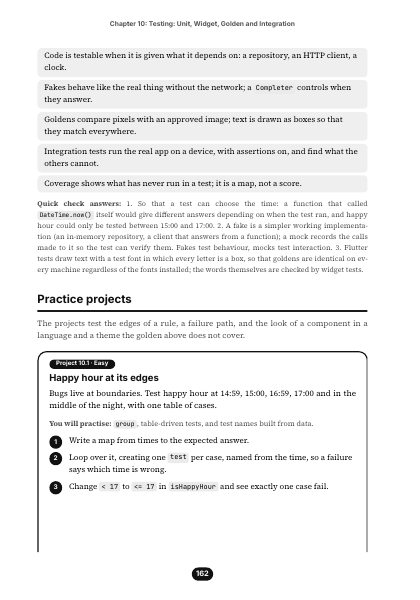 Chapter 10: Testing: Unit, Widget, Golden and Integration
Code is testable when it is given what it depends on: a repository, an HTTP client, a
clock.
Fakes behave like the real thing without the network; a Completer controls when
they answer.
Goldens compare pixels with an approved image; text is drawn as boxes so that
they match everywhere.
Integration tests run the real app on a device, with assertions on, and find what the
others cannot.
Coverage shows what has never run in a test; it is a map, not a score.
Quick check answers: 1. So that a test can choose the time: a function that called
DateTime.now() itself would give different answers depending on when the test ran, and happy
hour could only be tested between 15:00 and 17:00. 2. A fake is a simpler working implementa-
tion (an in-memory repository, a client that answers from a function); a mock records the calls
made to it so the test can verify them. Fakes test behaviour, mocks test interaction. 3. Flutter
tests draw text with a test font in which every letter is a box, so that goldens are identical on ev-
ery machine regardless of the fonts installed; the words themselves are checked by widget tests.
Practice projects
The projects test the edges of a rule, a failure path, and the look of a component in a
language and a theme the golden above does not cover.
Project 10.1 · Easy
Happy hour at its edges
Bugs live at boundaries. Test happy hour at 14:59, 15:00, 16:59, 17:00 and in the
middle of the night, with one table of cases.
You will practise: group, table-driven tests, and test names built from data.
1 Write a map from times to the expected answer.
2 Loop over it, creating one test per case, named from the time, so a failure
says which time is wrong.
3 Change < 17 to <= 17 in isHappyHour and see exactly one case fail.
162